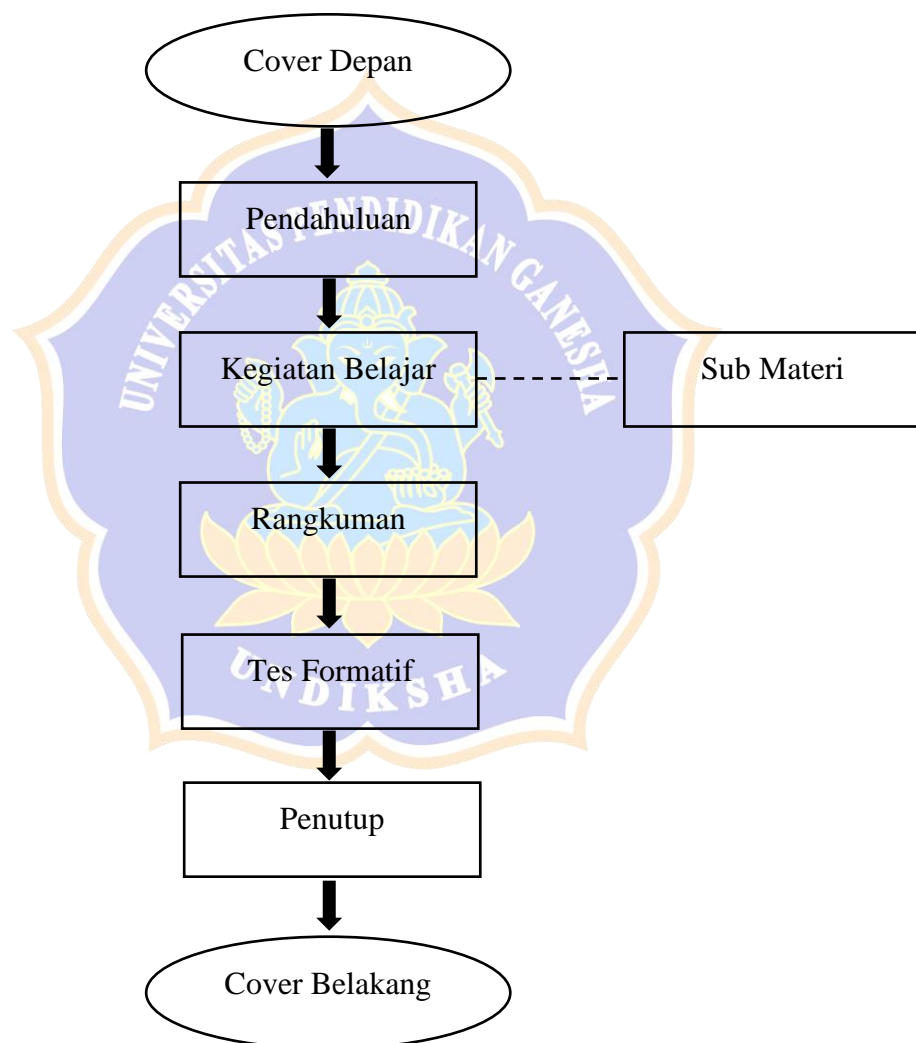 Cover Depan
Pendahuluan
UNIVERSITAS PENDIDIKAN GANESHA
Kegiatan Belajar
Sub Materi
Rangkuman
Tes Formatif
UNDIKSHA
Penutup
Cover Belakang